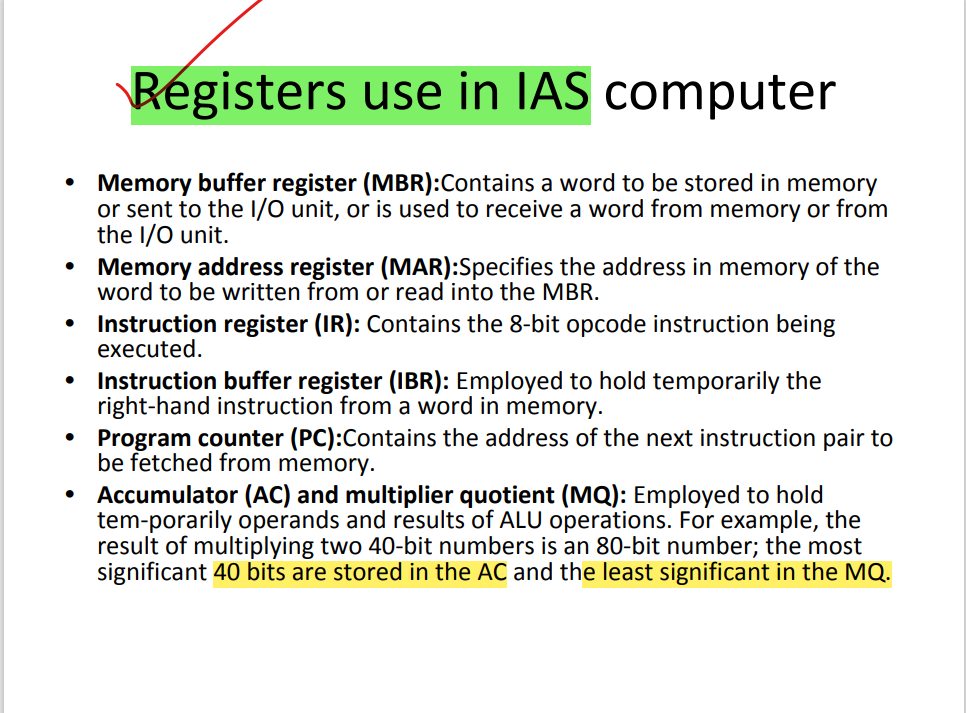 Registers use in IAS computer
• Memory buffer register (MBR):Contains a word to be stored in memory
or sent to the I/O unit, or is used to receive a word from memory or from
the I/O unit.
• Memory address register (MAR):Specifies the address in memory of the
word to be written from or read into the MBR.
• Instruction register (IR): Contains the 8-bit opcode instruction being
executed.
• Instruction buffer register (IBR): Employed to hold temporarily the
right-hand instruction from a word in memory.
• Program counter (PC):Contains the address of the next instruction pair to
be fetched from memory.
• Accumulator (AC) and multiplier quotient (MQ): Employed to hold
tem-porarily operands and results of ALU operations. For example, the
result of multiplying two 40-bit numbers is an 80-bit number; the most
significant 40 bits are stored in the AC and the least significant in the MQ.